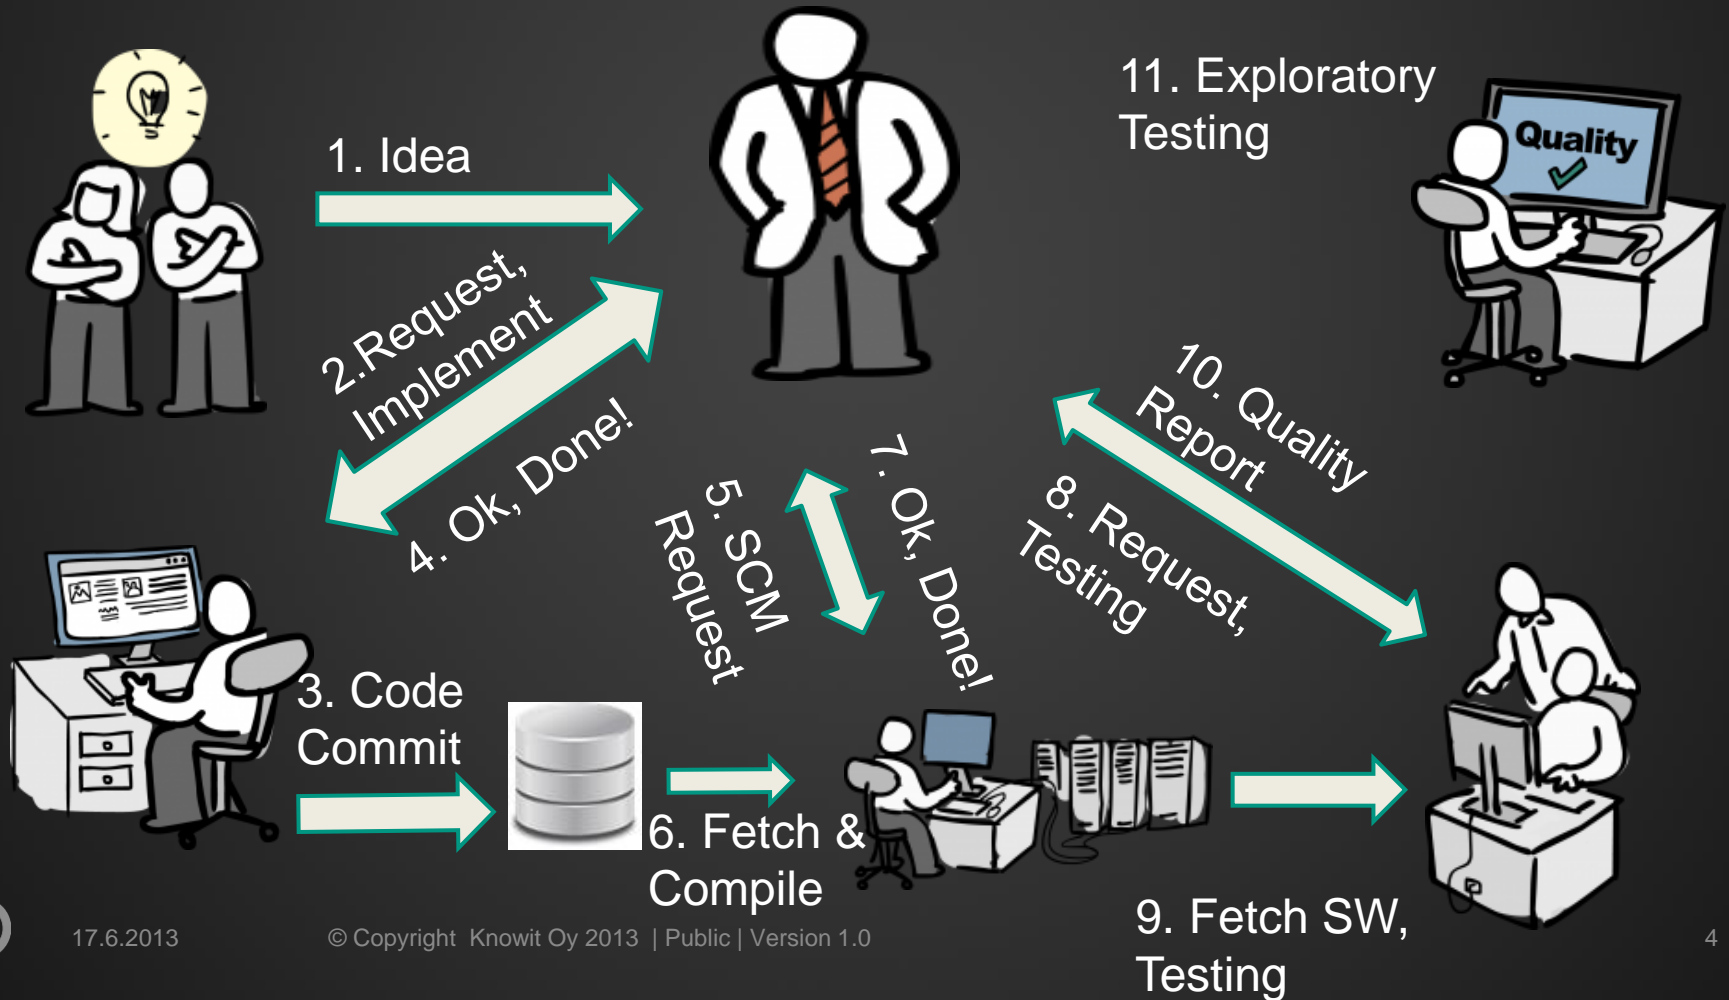 1. Idea
2.Request,
Implement
4. Ok, Done!
3. Code
Commit
5. SCM
Request
7. Ok, Done!
6. Fetch &
Compile
10. Quality
Report
8. Request,
Testing
9. Fetch SW,
Testing
11. Exploratory
Testing
Quality
17.6.2013
© Copyright Knowit Oy 2013 | Public | Version 1.0
4